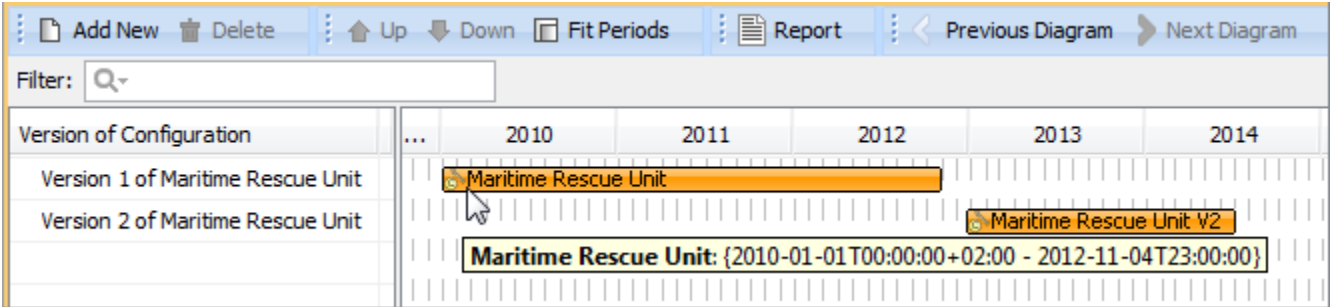 Add New Delete Up Down Fit Periods Report Previous Diagram Next Diagram
Filter:
Version of Configuration ... 2010 2011 2012 2013 2014
Version 1 of Maritime Rescue Unit Maritime Rescue Unit
Version 2 of Maritime Rescue Unit Maritime Rescue Unit V2
Maritime Rescue Unit: {2010-01-01T00:00:00+02:00 - 2012-11-04T23:00:00}